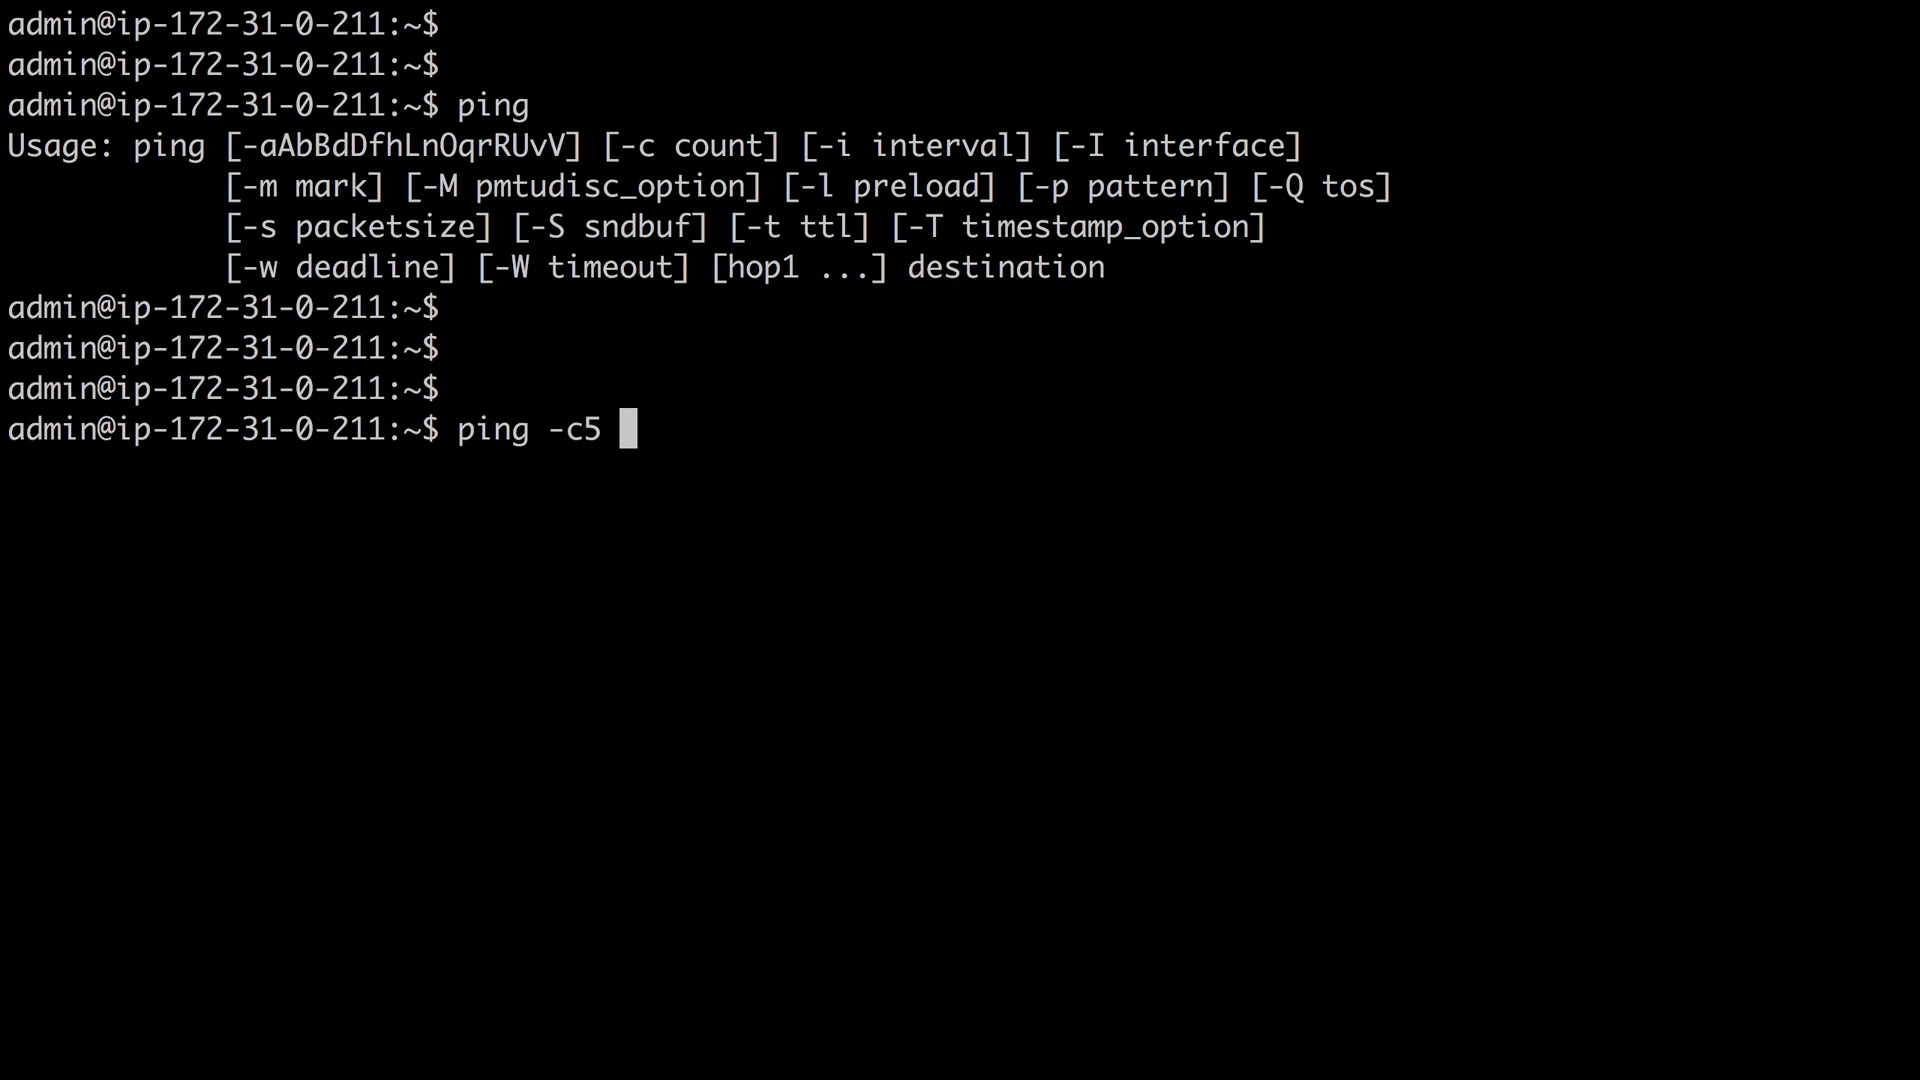 admin@ip-172-31-0-211:~$
admin@ip-172-31-0-211:~$
admin@ip-172-31-0-211:~$ ping
Usage: ping [-aAbBdDfhLnOqrRUvV] [-c count] [-i interval] [-I interface]
            [-m mark] [-M pmtudisc_option] [-l preload] [-p pattern] [-Q tos]
            [-s packetsize] [-S sndbuf] [-t ttl] [-T timestamp_option]
            [-w deadline] [-W timeout] [hop1 ...] destination
admin@ip-172-31-0-211:~$
admin@ip-172-31-0-211:~$
admin@ip-172-31-0-211:~$
admin@ip-172-31-0-211:~$ ping -c5